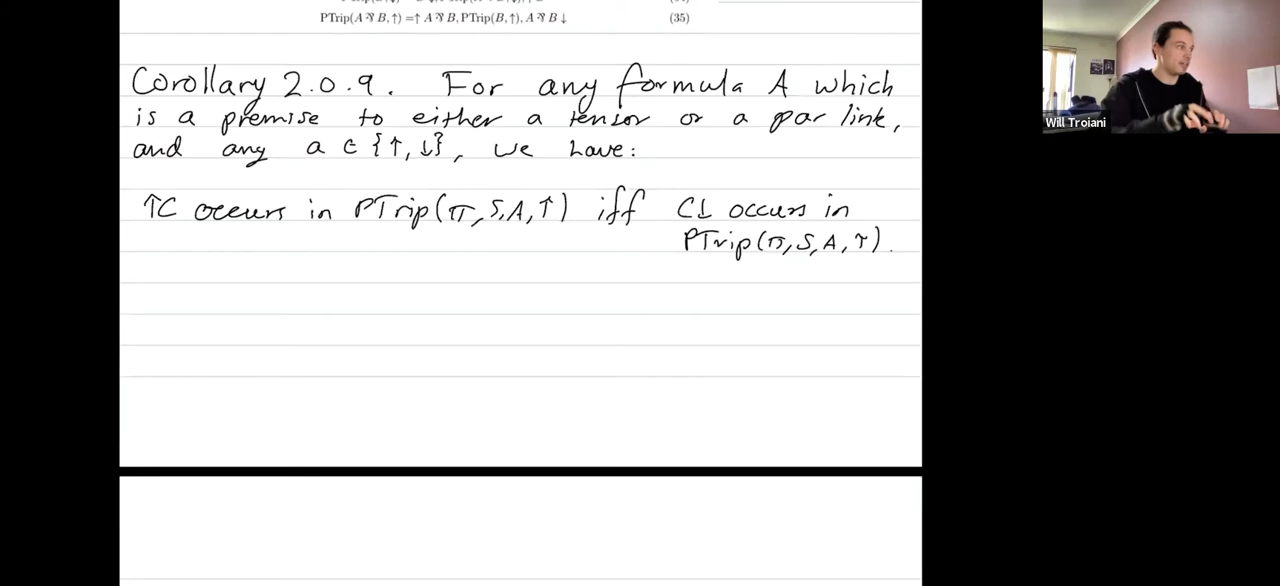 PTrip(A ⅋ B, ↑) =↑ A ⅋ B, PTrip(B, ↑), A ⅋ B ↓ (35)
Corollary 2.0.9. For any formula A which
is a premise to either a tensor or a par link,
and any a ∈ {↑, ↓}, we have:
↑C occurs in PTrip(π, S, A, ↑) iff C↓ occurs in
PTrip(π, S, A, ↑).
Will Troiani